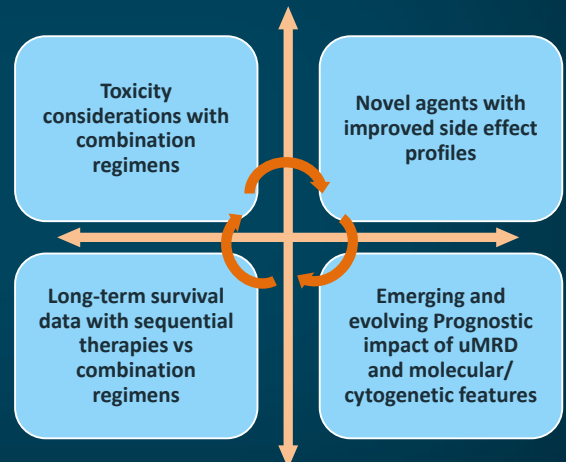 Toxicity
considerations with
combination
regimens
Novel agents with
improved side effect
profiles
Long-term survival
data with sequential
therapies vs
combination
regimens
Emerging and
evolving Prognostic
impact of uMRD
and molecular/
cytogenetic features